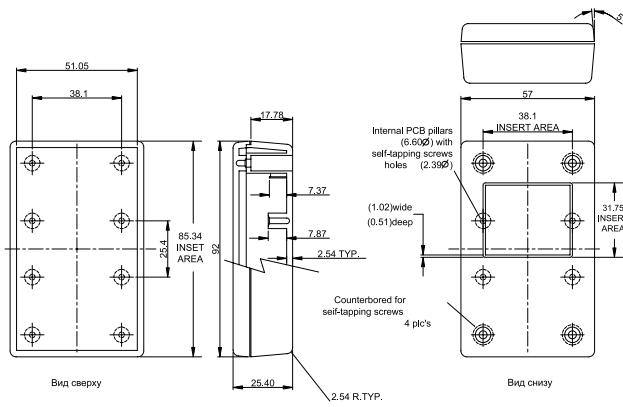 5
51.05
38.1
85.34
INSET
AREA
25.4
Вид сверху
17.78
7.37
7.87
2.54 TYP.
92
25.40
2.54 R.TYP.
57
38.1
INSERT AREA
Internal PCB pillars
(6.60Ø) with
self-tapping screws
holes (2.39Ø)
(1.02)wide
(0.51)deep
31.75
INSER
AREA
Counterbored for
seif-tapping screws
4 plc's
Вид снизу